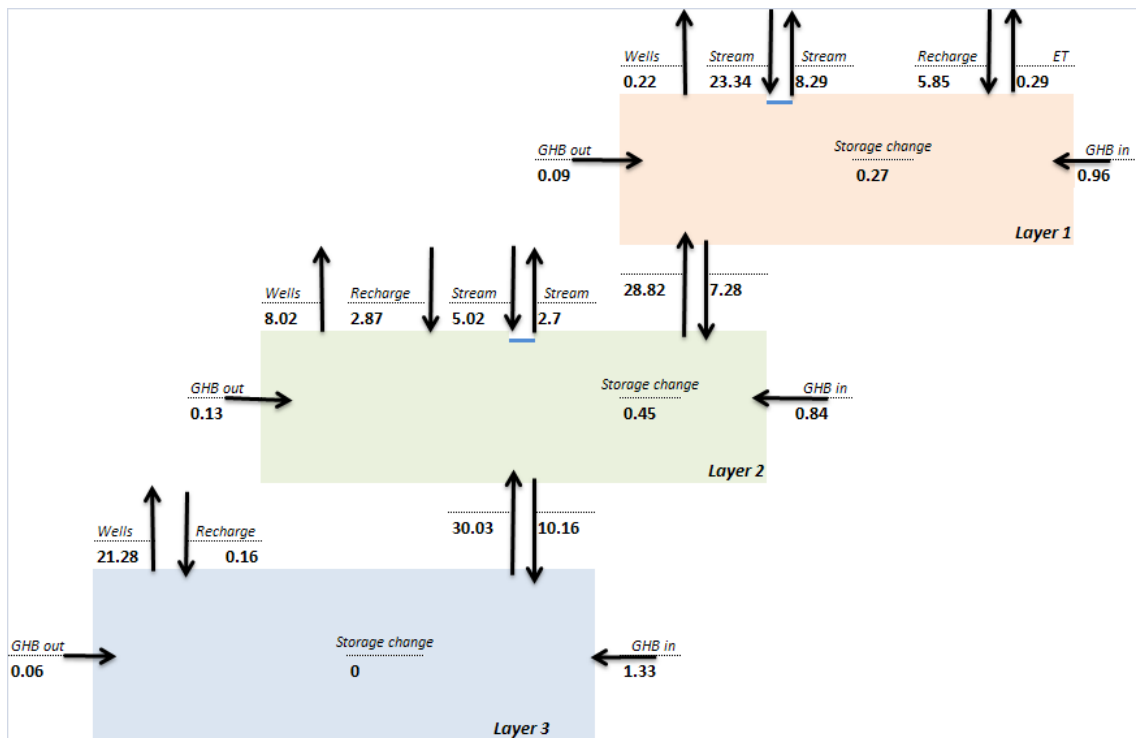 Wells Stream Stream Recharge ET
0.22 23.34 8.29 5.85 0.29
GHB out Storage change GHB in
0.09 0.27 0.96
Layer 1
28.82 7.28
Wells Recharge Stream Stream
8.02 2.87 5.02 2.7
GHB out Storage change GHB in
0.13 0.45 0.84
Layer 2
30.03 10.16
Wells Recharge
21.28 0.16
GHB out Storage change GHB in
0.06 0 1.33
Layer 3